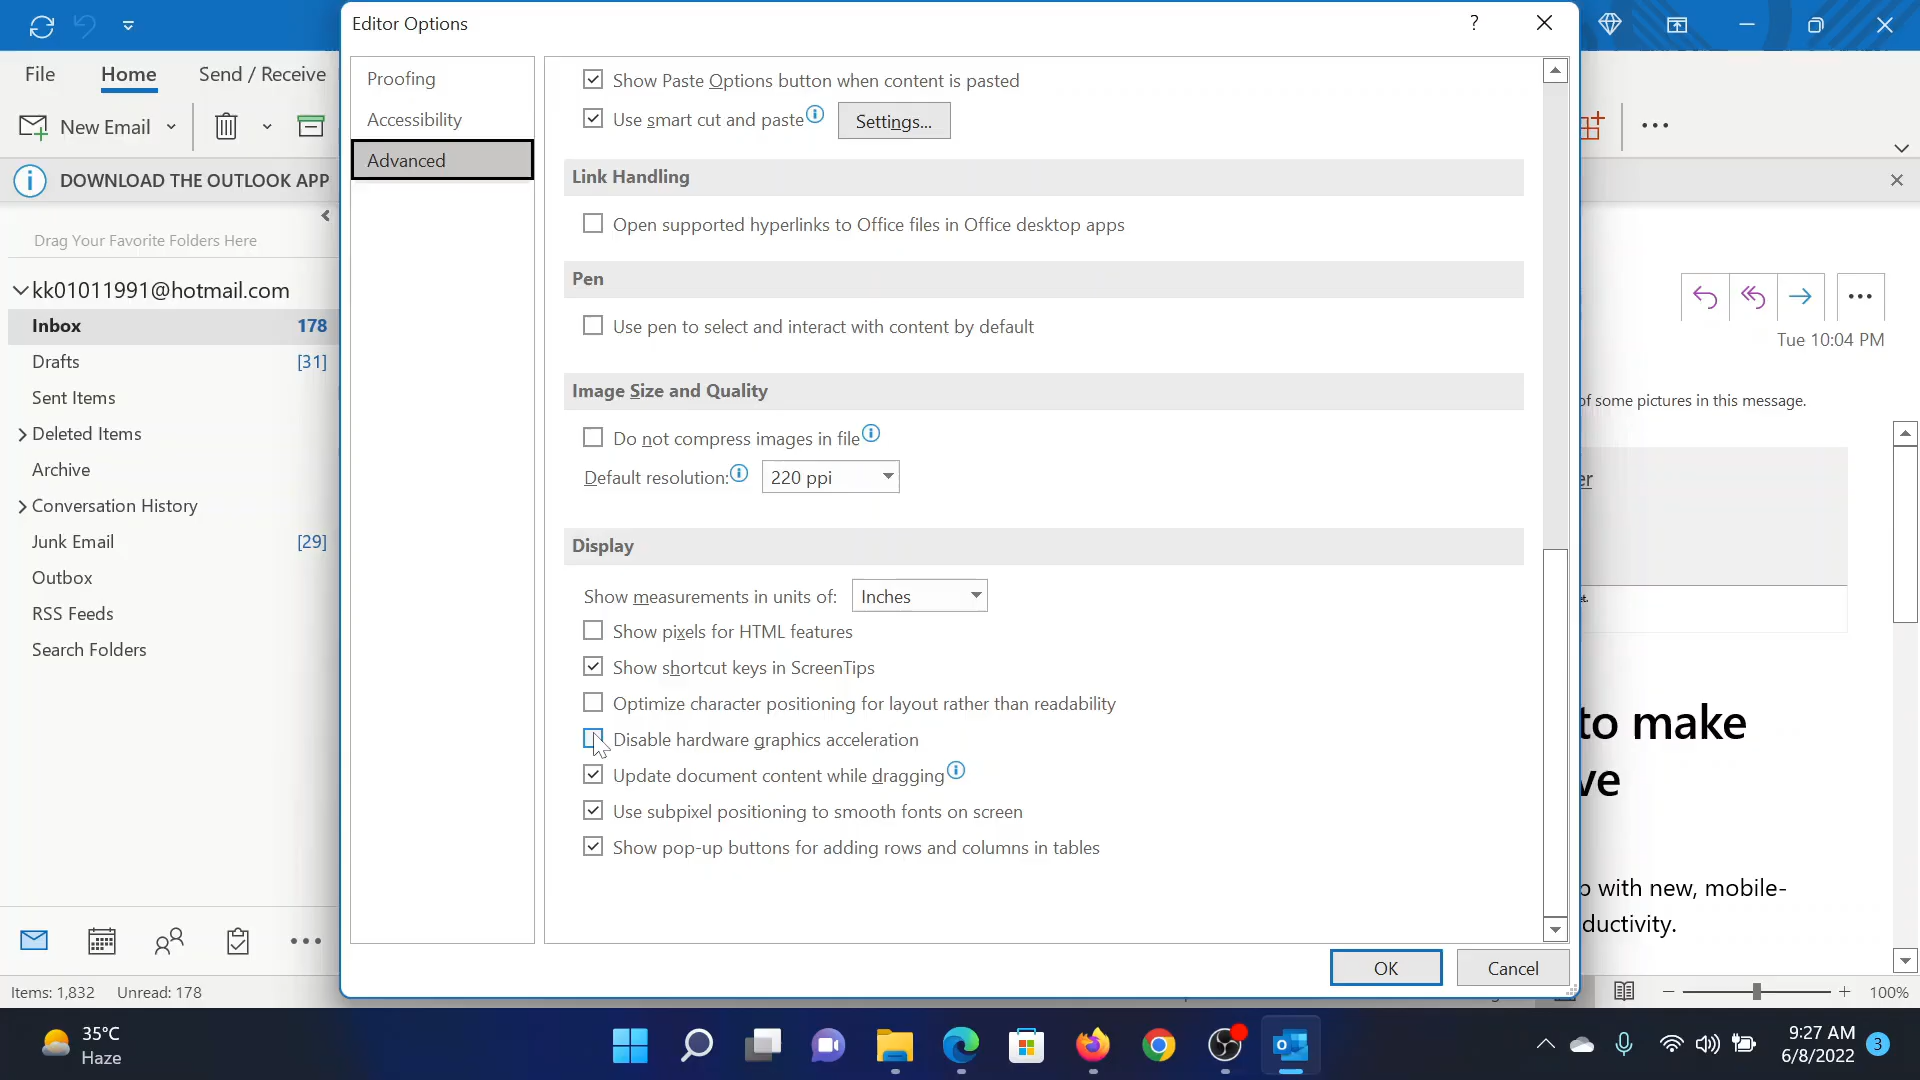 Editor Options
?
File
Home
Send / Receive
New Email
DOWNLOAD THE OUTLOOK APP
Drag Your Favorite Folders Here
kk01011991@hotmail.com
Inbox 178
Drafts [31]
Sent Items
Deleted Items
Archive
Conversation History
Junk Email [29]
Outbox
RSS Feeds
Search Folders
Items: 1,832 Unread: 178
Proofing
Accessibility
Advanced
Show Paste Options button when content is pasted
Use smart cut and paste
Settings...
Link Handling
Open supported hyperlinks to Office files in Office desktop apps
Pen
Use pen to select and interact with content by default
Image Size and Quality
Do not compress images in file
Default resolution: 220 ppi
Display
Show measurements in units of: Inches
Show pixels for HTML features
Show shortcut keys in ScreenTips
Optimize character positioning for layout rather than readability
Disable hardware graphics acceleration
Update document content while dragging
Use subpixel positioning to smooth fonts on screen
Show pop-up buttons for adding rows and columns in tables
OK
Cancel
Tue 10:04 PM
of some pictures in this message.
er
to make
ve
with new, mobile-
ductivity.
100%
35°C
Haze
9:27 AM
6/8/2022
3